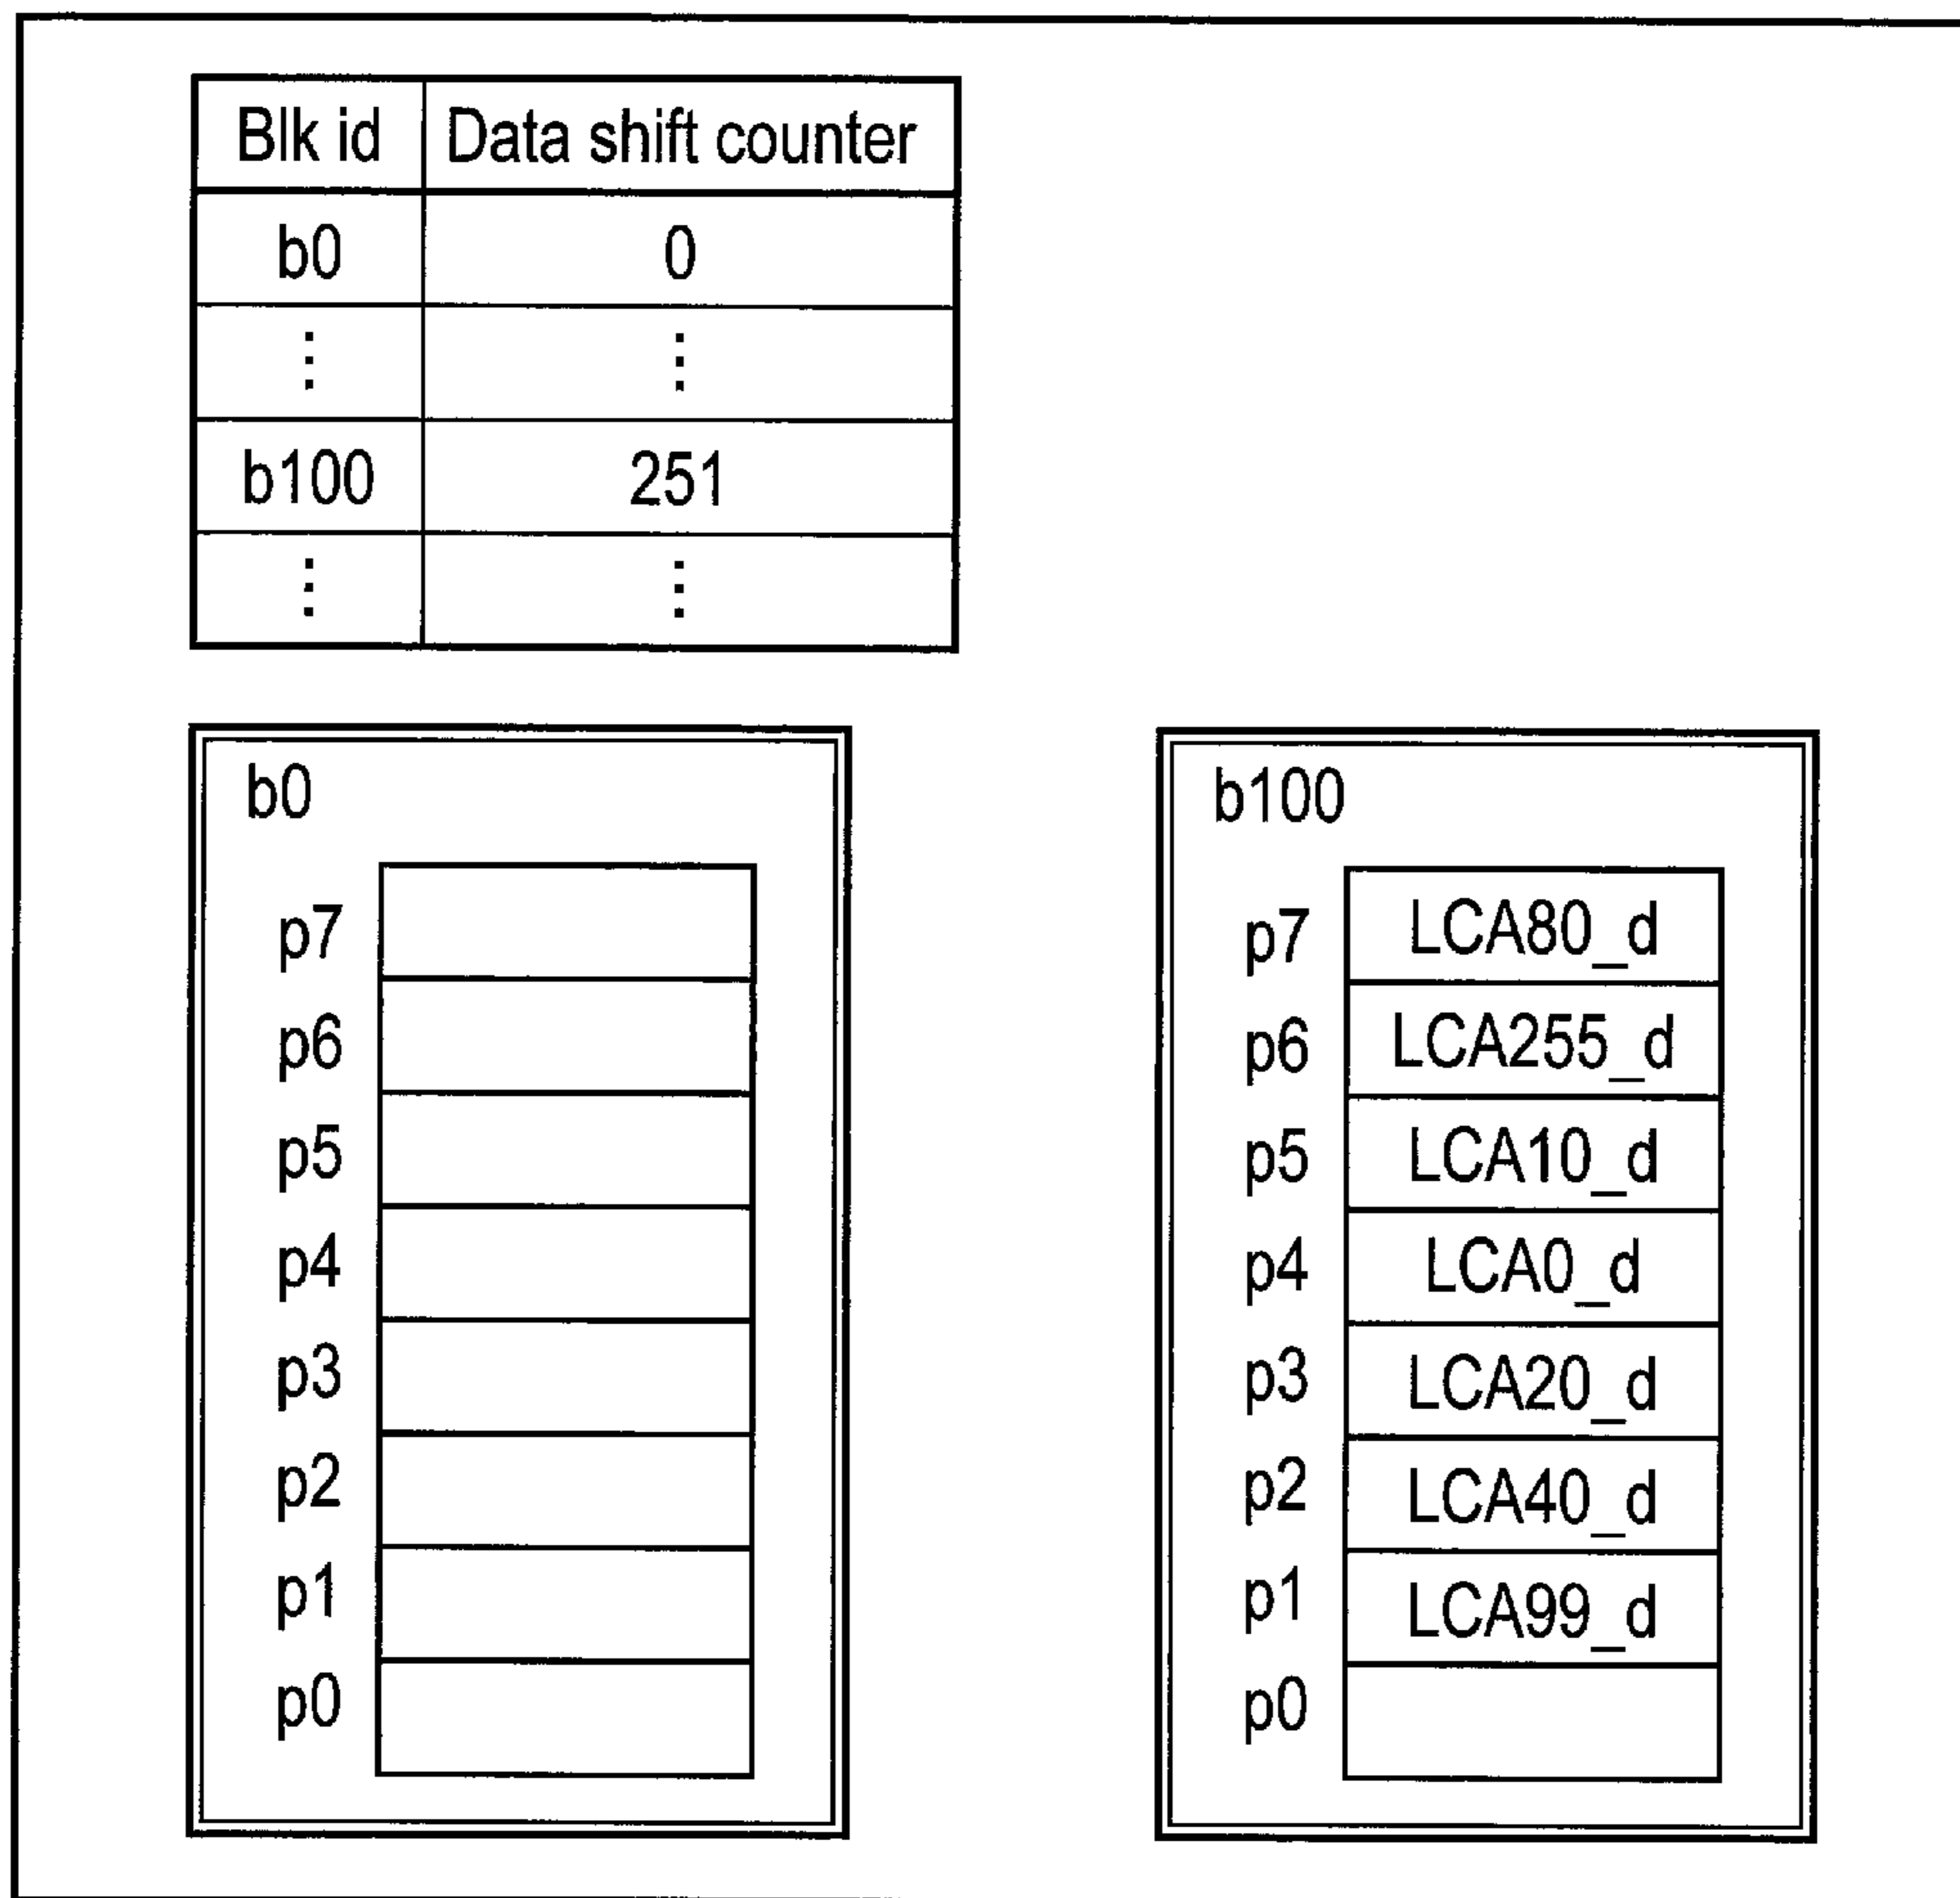 Blk id Data shift counter
b0 0
⋮ ⋮
b100 251
⋮ ⋮
b0
p7
p6
p5
p4
p3
p2
p1
p0
b100
p7 LCA80_d
p6 LCA255_d
p5 LCA10_d
p4 LCA0_d
p3 LCA20_d
p2 LCA40_d
p1 LCA99_d
p0